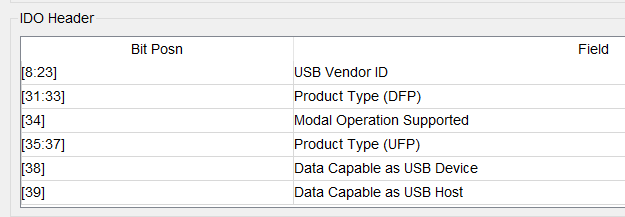 IDO Header
Bit Posn Field
[8:23] USB Vendor ID
[31:33] Product Type (DFP)
[34] Modal Operation Supported
[35:37] Product Type (UFP)
[38] Data Capable as USB Device
[39] Data Capable as USB Host